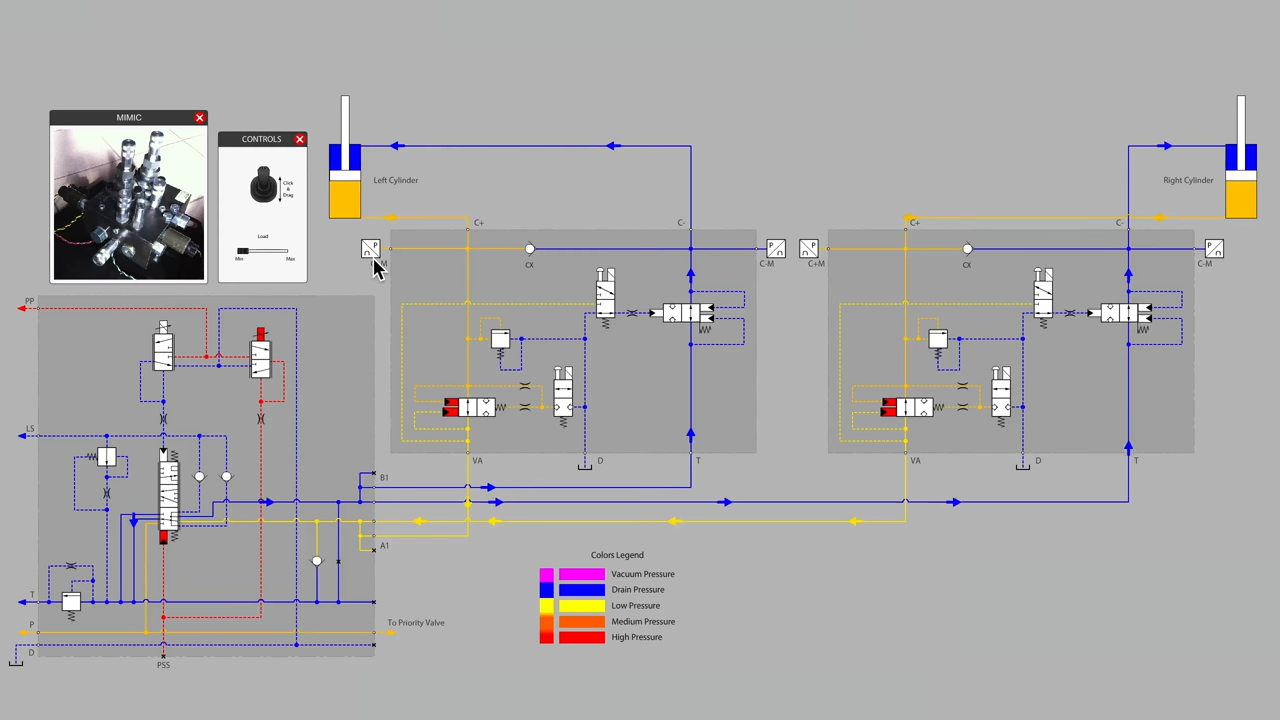 MIMIC
CONTROLS
Click
&
Drag
Load
Min
Max
Left Cylinder
Right Cylinder
C+
C-
C+
C-
P
M
P
C-M
P
C+M
P
C-M
CX
CX
PP
LS
VA
D
T
VA
D
T
B1
A1
T
P
D
To Priority Valve
PSS
Colors Legend
Vacuum Pressure
Drain Pressure
Low Pressure
Medium Pressure
High Pressure